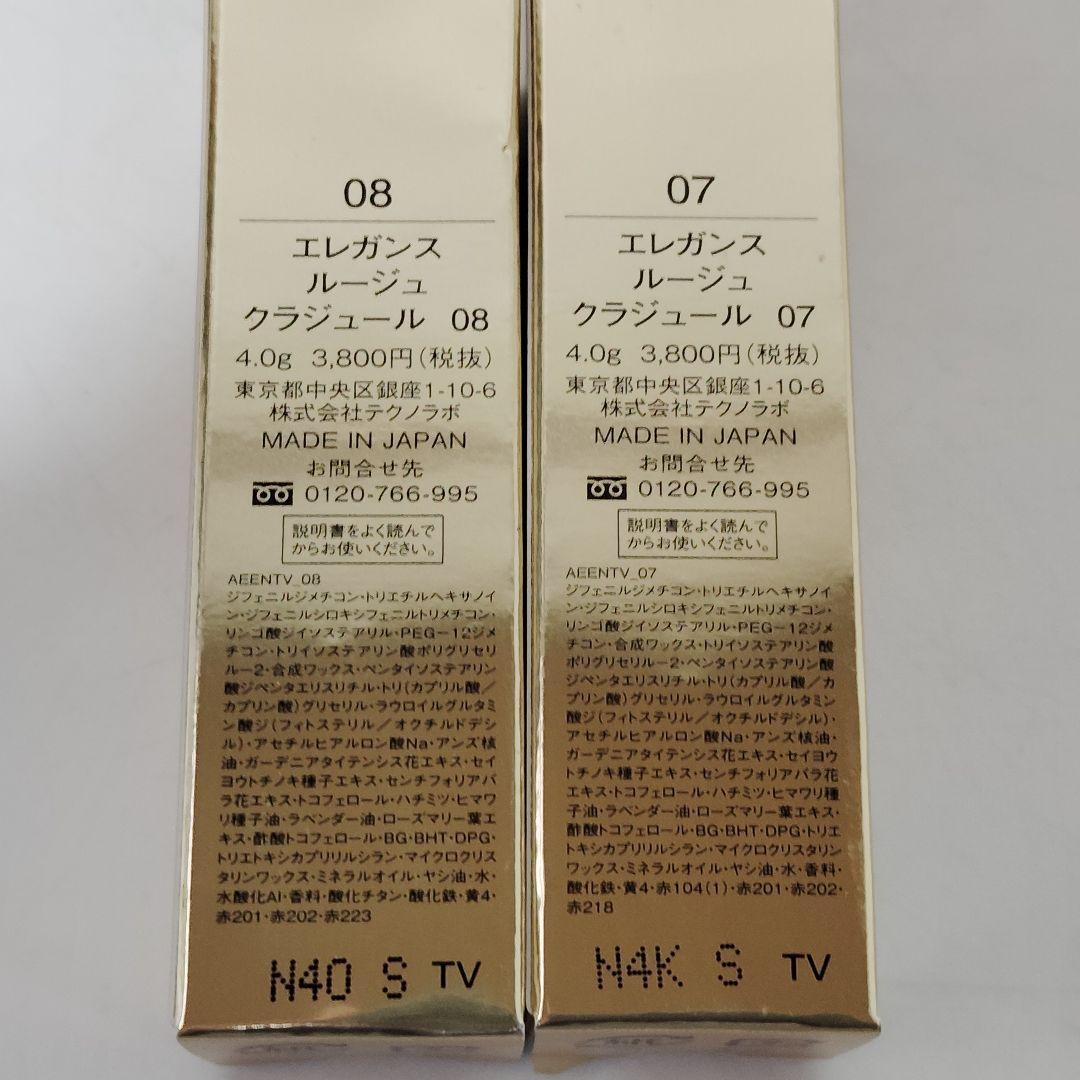 08
エレガンス
ルージュ
クラジュール 08
4.0g 3,800円(税抜)
東京都中央区銀座1-10-6
株式会社テクノラボ
MADE IN JAPAN
お問合せ先
0120-766-995
説明書をよく読んで
からお使いください。
AEENTV_08
ジフェニルジメチコン・トリエチルヘキサノイ
ン・ジフェニルシロキシフェニルトリメチコン・
リンゴ酸ジイソステアリル・PEG-12ジメ
チコン・トリイソステアリン酸ポリグリセリ
ル-2・合成ワックス・ペンタイソステアリン
酸ジペンタエリスリチル・トリ(カプリル酸/
カプリン酸)グリセリル・ラウロイルグルタミ
ン酸ジ(フィトステリル/オクチルドデシ
ル)・アセチルヒアルロン酸Na・アンズ核
油・ガーデニアタイテンシス花エキス・セイ
ヨウトチノキ種子エキス・センチフォリアバ
ラ花エキス・トコフェロール・ハチミツ・ヒマワ
リ種子油・ラベンダー油・ローズマリー葉エ
キス・酢酸トコフェロール・BG・BHT・DPG・
トリエトキシカプリリルシラン・マイクロクリス
タリンワックス・ミネラルオイル・ヤシ油・水・
水酸化Al・香料・酸化チタン・酸化鉄・黄4・
赤201・赤202・赤223
N40 S TV
07
エレガンス
ルージュ
クラジュール 07
4.0g 3,800円(税抜)
東京都中央区銀座1-10-6
株式会社テクノラボ
MADE IN JAPAN
お問合せ先
0120-766-995
説明書をよく読んで
からお使いください。
AEENTV_07
ジフェニルジメチコン・トリエチルヘキサノイ
ン・ジフェニルシロキシフェニルトリメチコン・
リンゴ酸ジイソステアリル・PEG-12ジメ
チコン・合成ワックス・トリイソステアリン酸
ポリグリセリル-2・ペンタイソステアリン酸
ジペンタエリスリチル・トリ(カプリル酸/カ
プリン酸)グリセリル・ラウロイルグルタミン
酸ジ(フィトステリル/オクチルドデシル)・
アセチルヒアルロン酸Na・アンズ核油・
ガーデニアタイテンシス花エキス・セイヨウ
トチノキ種子エキス・センチフォリアバラ花
エキス・トコフェロール・ハチミツ・ヒマワリ種
子油・ラベンダー油・ローズマリー葉エキス・
酢酸トコフェロール・BG・BHT・DPG・トリエ
トキシカプリリルシラン・マイクロクリスタリン
ワックス・ミネラルオイル・ヤシ油・水・香料・
酸化鉄・黄4・赤104(1)・赤201・赤202・
赤218
N4K S TV